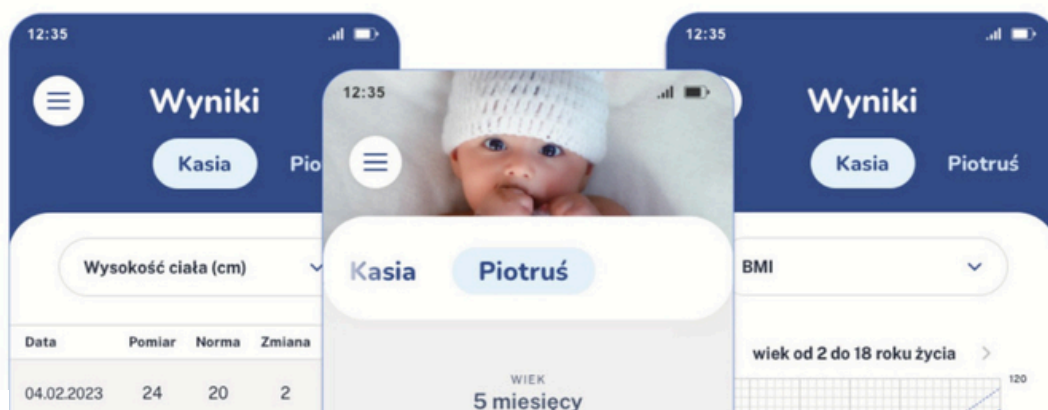 12:35
Wyniki
Kasia Pio
Wysokość ciała (cm)
Data Pomiar Norma Zmiana
04.02.2023 24 20 2
12:35
Kasia Piotruś
WIEK
5 miesięcy
12:35
Wyniki
Kasia Piotruś
BMI
wiek od 2 do 18 roku życia
120